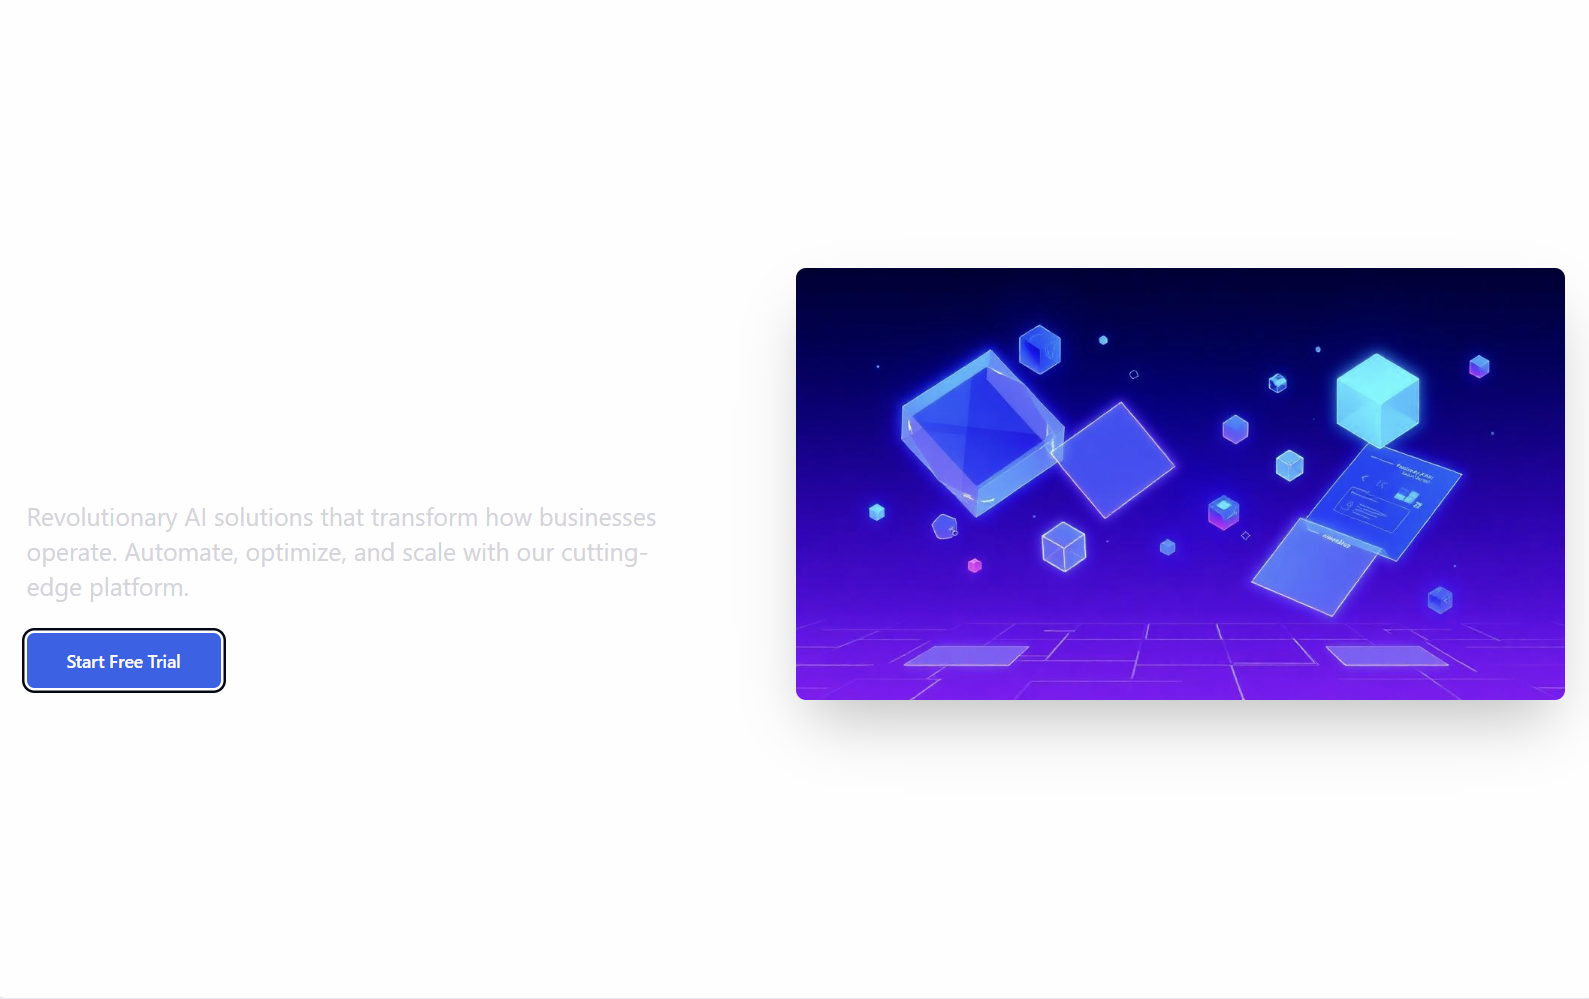 Revolutionary AI solutions that transform how businesses
operate. Automate, optimize, and scale with our cutting-
edge platform.
Start Free Trial